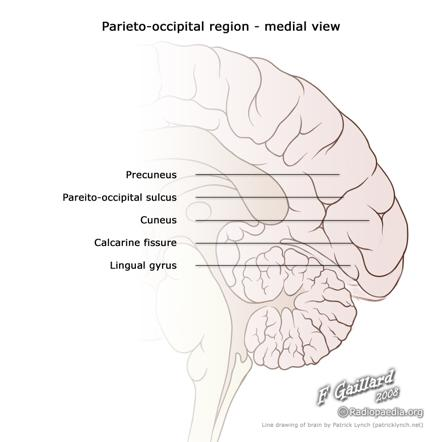 Parieto-occipital region - medial view
Precuneus
Pareito-occipital sulcus
Cuneus
Calcarine fissure
Lingual gyrus
F Gaillard
2008
© Radiopaedia.org
Line drawing of brain by Patrick Lynch (patricklynch.net)